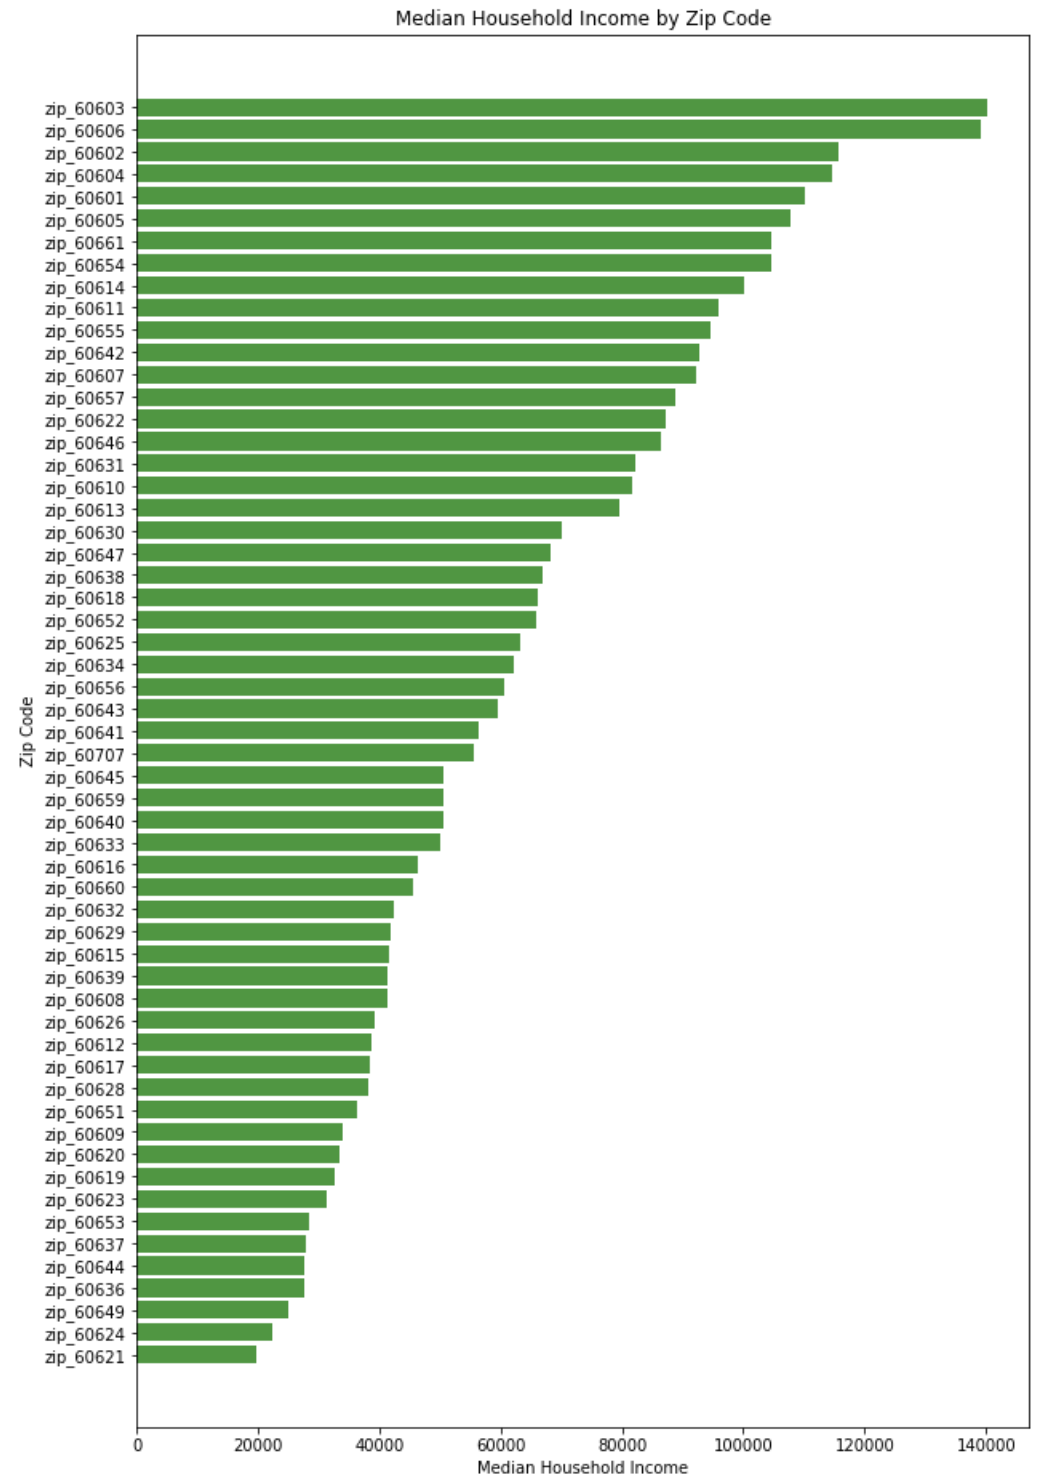 Median Household Income by Zip Code
zip_60603
zip_60606
zip_60602
zip_60604
zip_60601
zip_60605
zip_60661
zip_60654
zip_60614
zip_60611
zip_60655
zip_60642
zip_60607
zip_60657
zip_60622
zip_60646
zip_60631
zip_60610
zip_60613
zip_60630
zip_60647
zip_60638
zip_60618
zip_60652
zip_60625
zip_60634
zip_60656
zip_60643
zip_60641
zip_60707
zip_60645
zip_60659
zip_60640
zip_60633
zip_60616
zip_60660
zip_60632
zip_60629
zip_60615
zip_60639
zip_60608
zip_60626
zip_60612
zip_60617
zip_60628
zip_60651
zip_60609
zip_60620
zip_60619
zip_60623
zip_60653
zip_60637
zip_60644
zip_60636
zip_60649
zip_60624
zip_60621
Zip Code
0 20000 40000 60000 80000 100000 120000 140000
Median Household Income